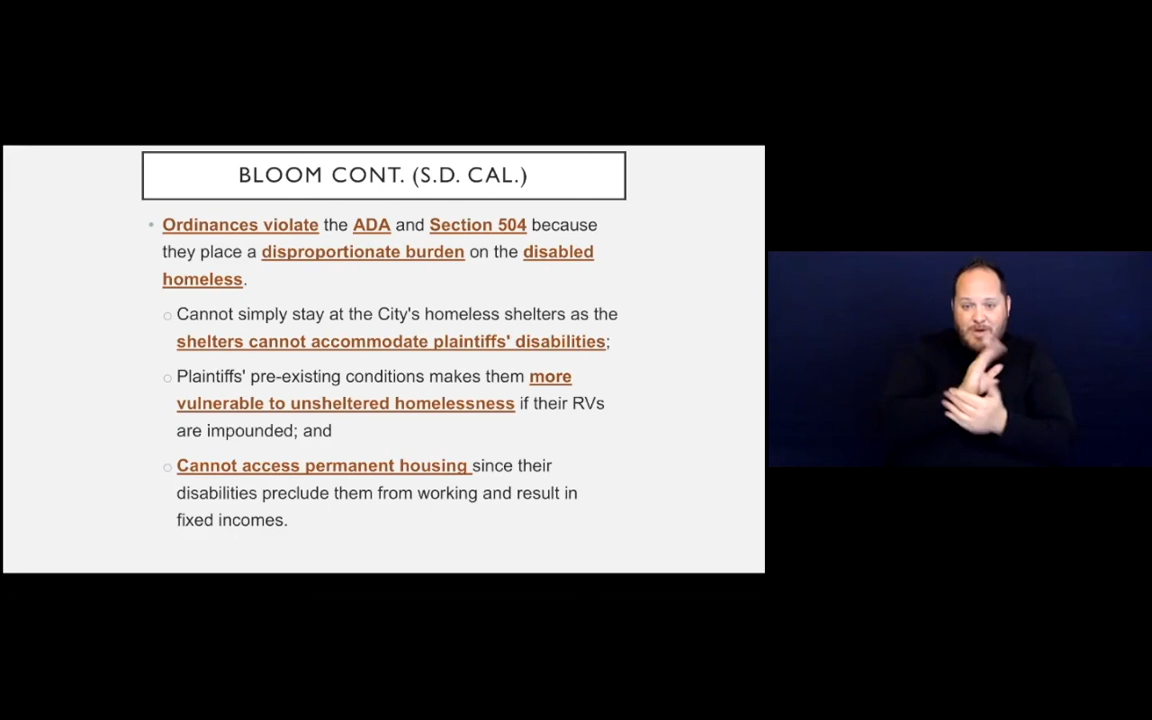 BLOOM CONT. (S.D. CAL.)
• Ordinances violate the ADA and Section 504 because
they place a disproportionate burden on the disabled
homeless.
○ Cannot simply stay at the City's homeless shelters as the
shelters cannot accommodate plaintiffs' disabilities;
○ Plaintiffs' pre-existing conditions makes them more
vulnerable to unsheltered homelessness if their RVs
are impounded; and
○ Cannot access permanent housing since their
disabilities preclude them from working and result in
fixed incomes.